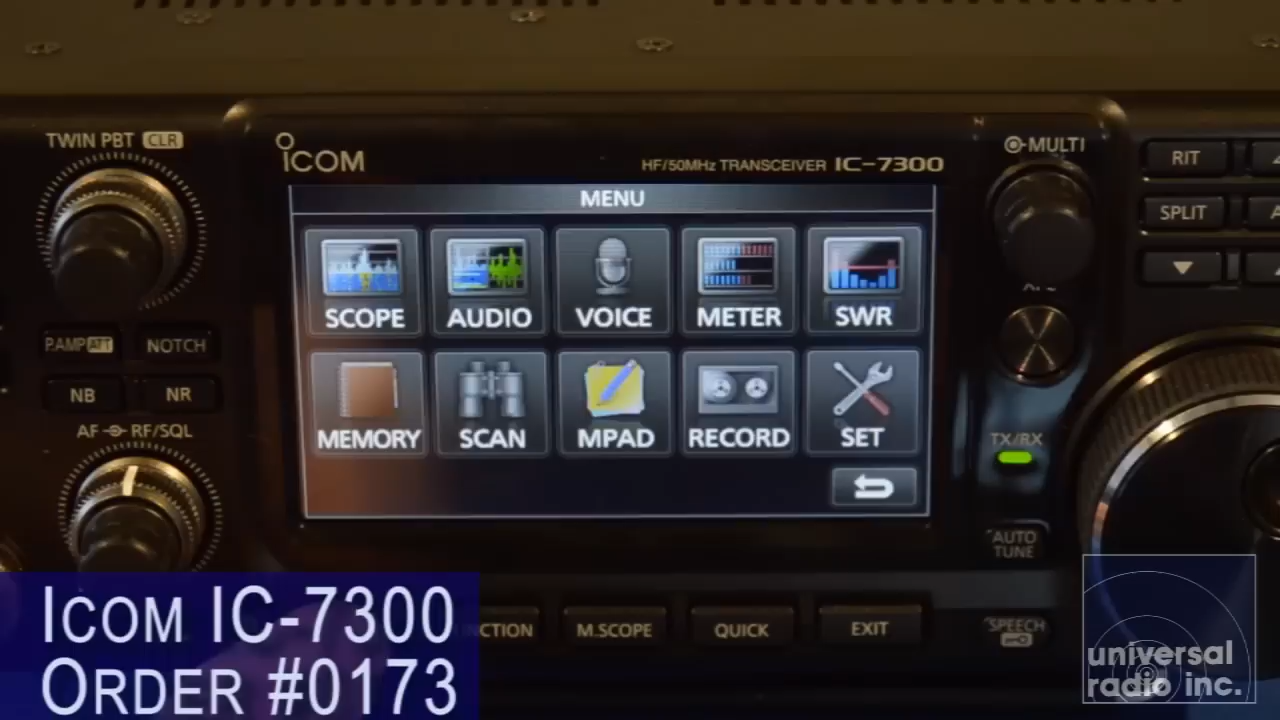 TWIN PBT CLR
ICOM
HF/50MHz TRANSCEIVER IC-7300
MULTI
RIT
SPLIT
MENU
SCOPE
AUDIO
VOICE
METER
SWR
MEMORY
SCAN
MPAD
RECORD
SET
P.AMP ATT
NOTCH
NB
NR
AF RF/SQL
TX/RX
AUTO
TUNE
M.SCOPE
QUICK
EXIT
SPEECH
ICOM IC-7300
ORDER #0173
universal
radio inc.